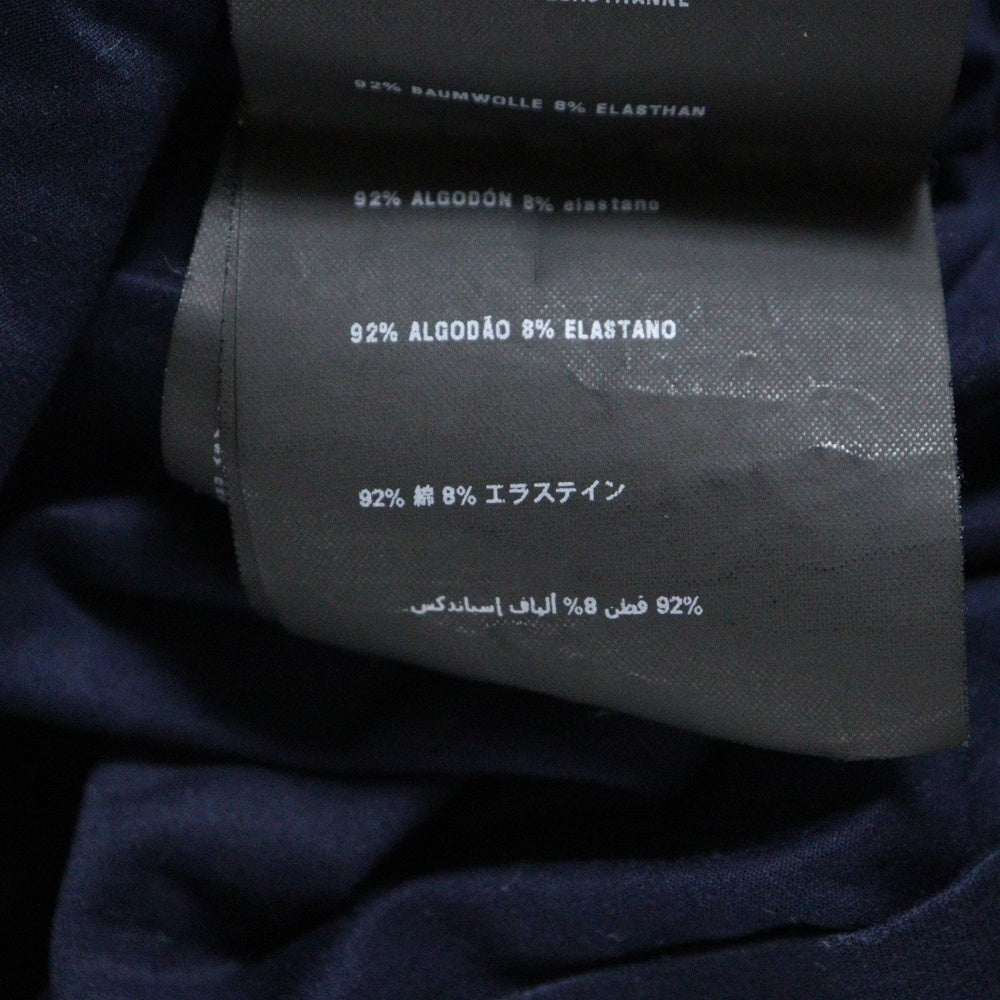 92% BAUMWOLLE 8% ELASTHAN
92% ALGODÓN 8% elastano
92% ALGODÃO 8% ELASTANO
92% 綿 8% エラステイン
92% قطن 8% ألياف إسباندكس